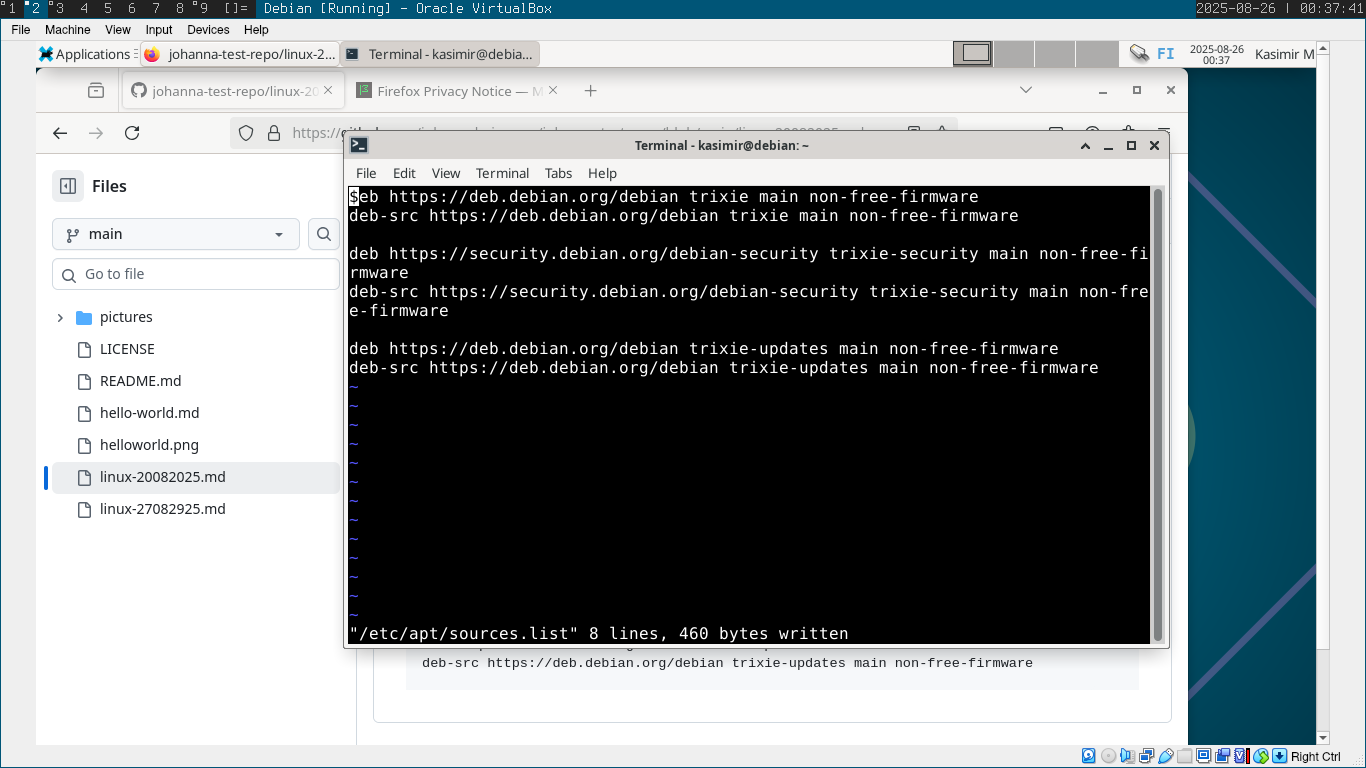 1 2 3 4 5 6 7 8 9 []= Debian [Running] - Oracle VirtualBox 2025-08-26 | 00:37:41
File Machine View Input Devices Help
Applications johanna-test-repo/linux-2... Terminal - kasimir@debia... FI 2025-08-26 Kasimir M
00:37
johanna-test-repo/linux-20 Firefox Privacy Notice — M
Terminal - kasimir@debian: ~
File Edit View Terminal Tabs Help
Files
main
Go to file
pictures
LICENSE
README.md
hello-world.md
helloworld.png
linux-20082025.md
linux-27082925.md
$eb https://deb.debian.org/debian trixie main non-free-firmware
deb-src https://deb.debian.org/debian trixie main non-free-firmware
deb https://security.debian.org/debian-security trixie-security main non-free-fi
rmware
deb-src https://security.debian.org/debian-security trixie-security main non-fre
e-firmware
deb https://deb.debian.org/debian trixie-updates main non-free-firmware
deb-src https://deb.debian.org/debian trixie-updates main non-free-firmware
~
~
~
~
~
~
~
~
~
~
~
~
~
"/etc/apt/sources.list" 8 lines, 460 bytes written
deb-src https://deb.debian.org/debian trixie-updates main non-free-firmware
Right Ctrl